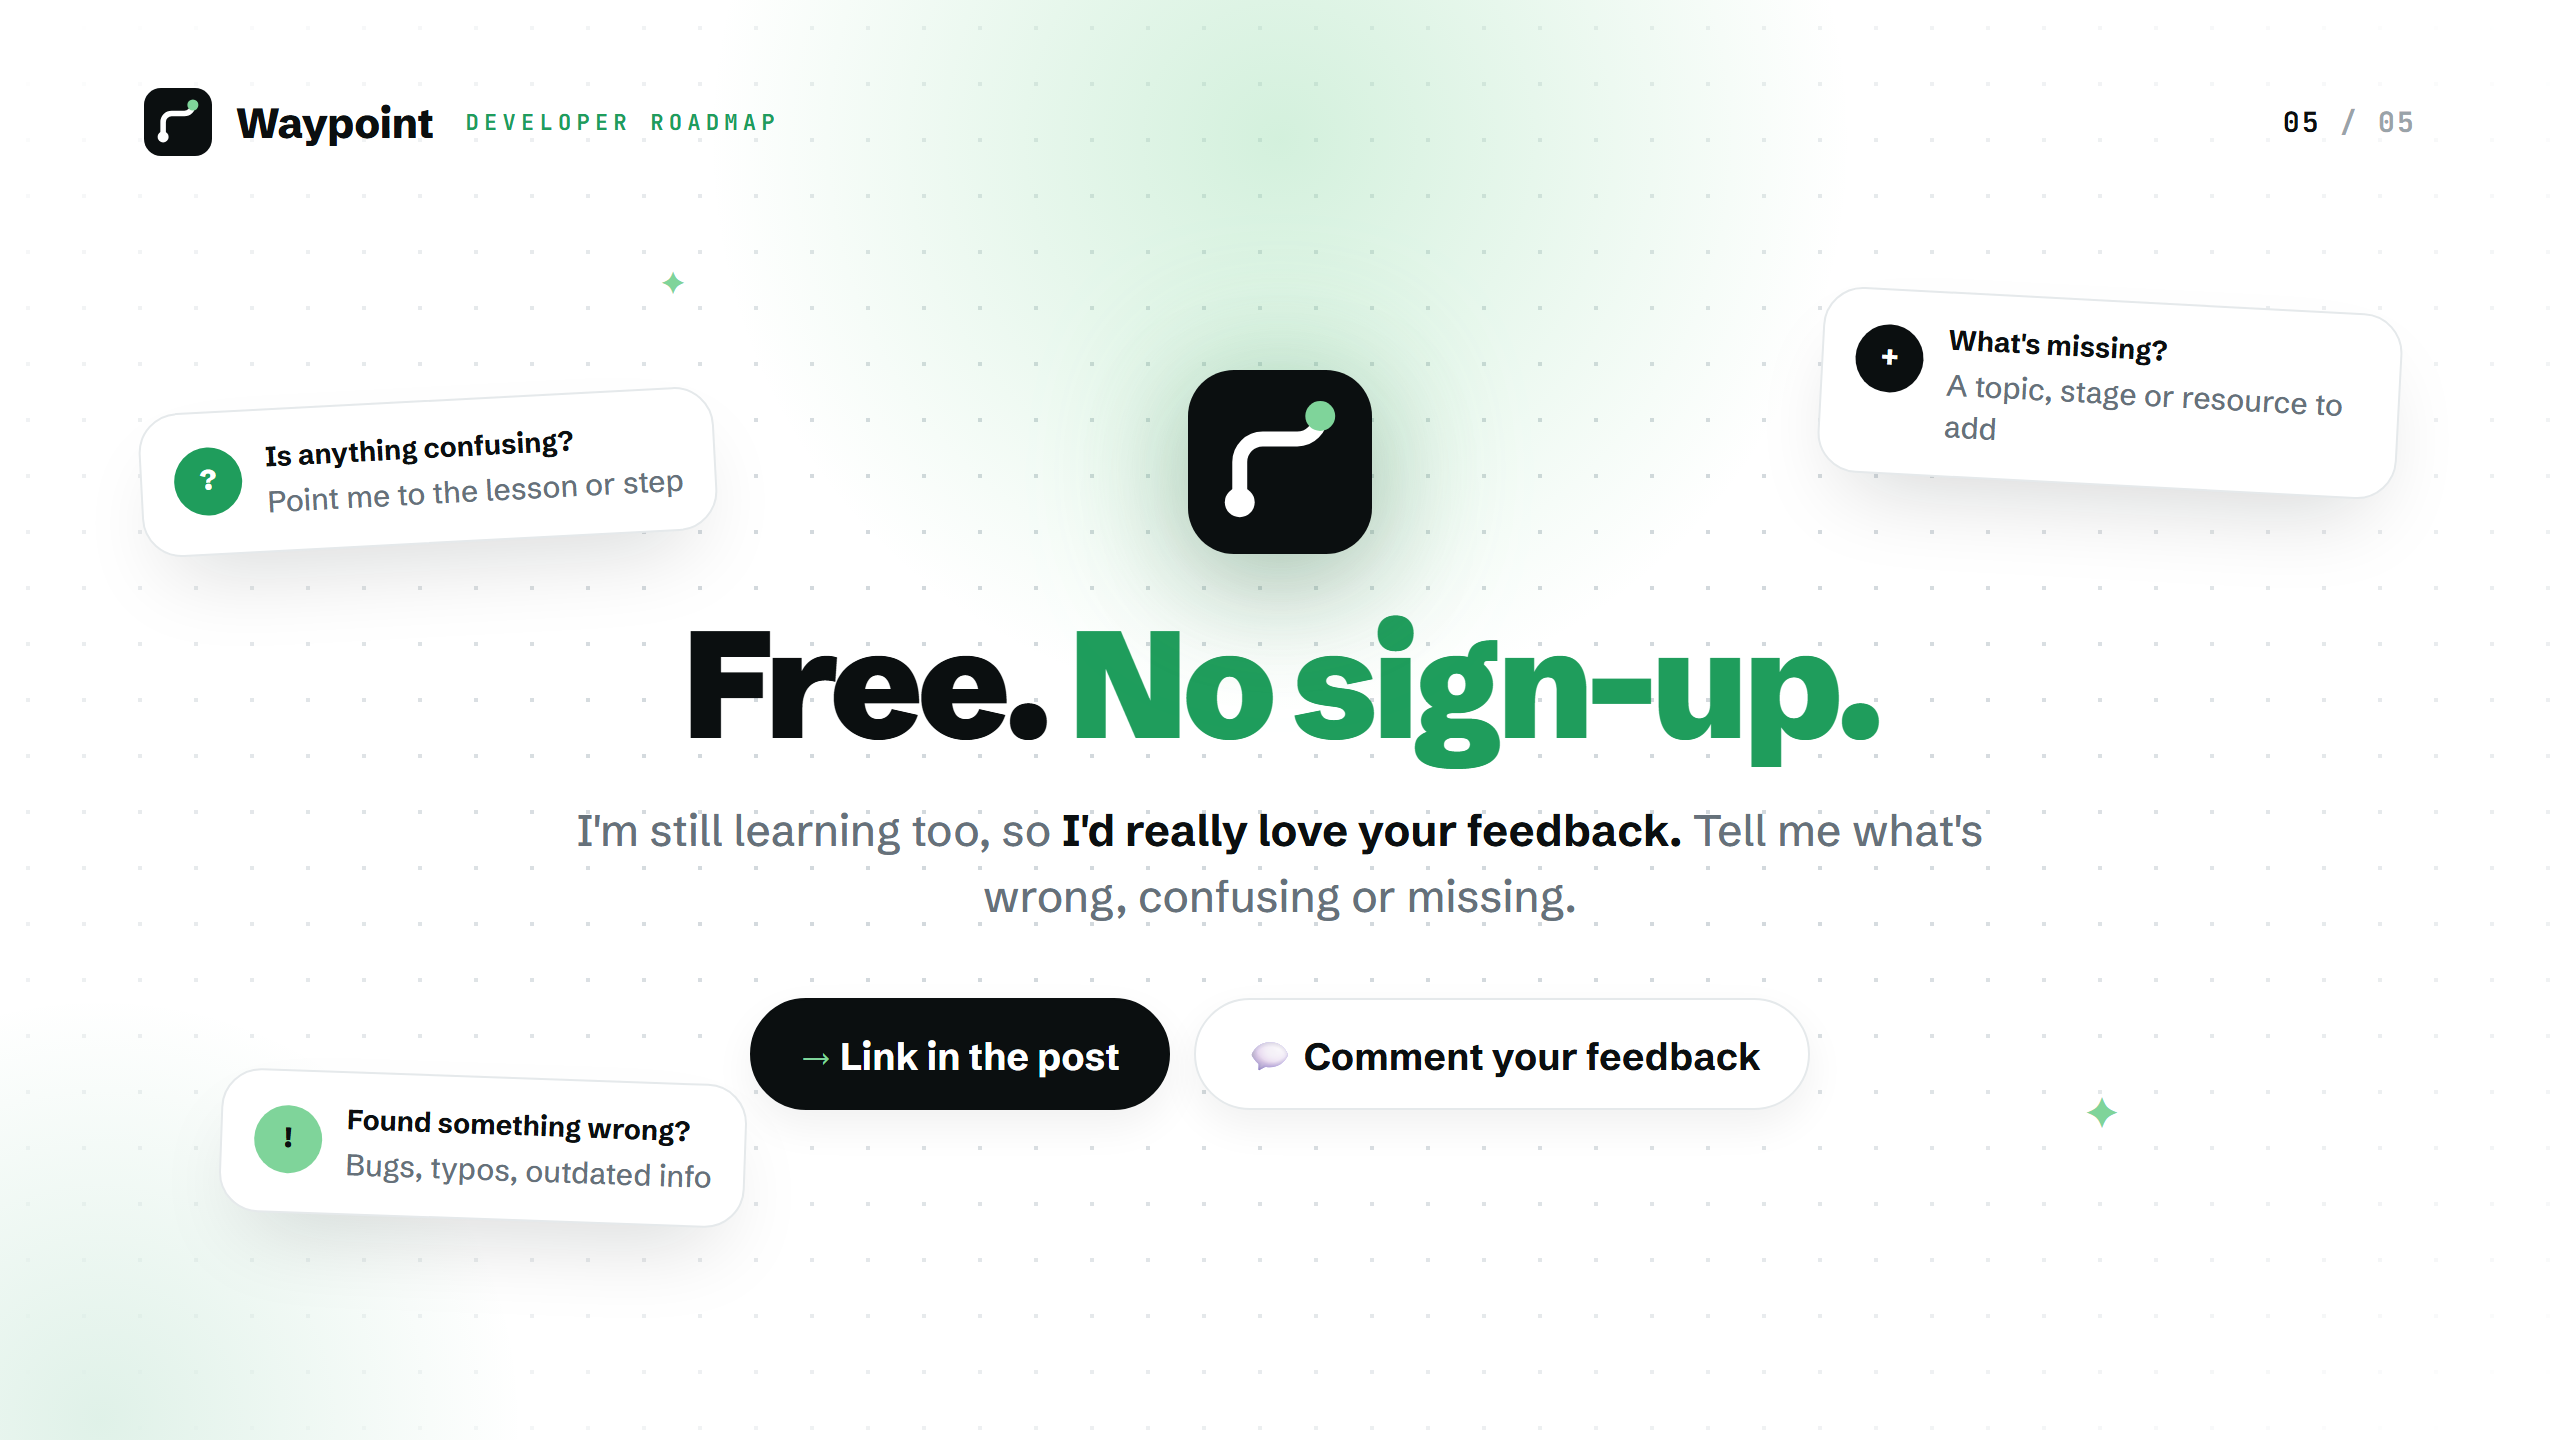 Waypoint DEVELOPER ROADMAP
05 / 05
What's missing?
A topic, stage or resource to
add
? Is anything confusing?
Point me to the lesson or step
+
Free. No sign-up.
I'm still learning too, so I'd really love your feedback. Tell me what's
wrong, confusing or missing.
→ Link in the post
Comment your feedback
! Found something wrong?
Bugs, typos, outdated info